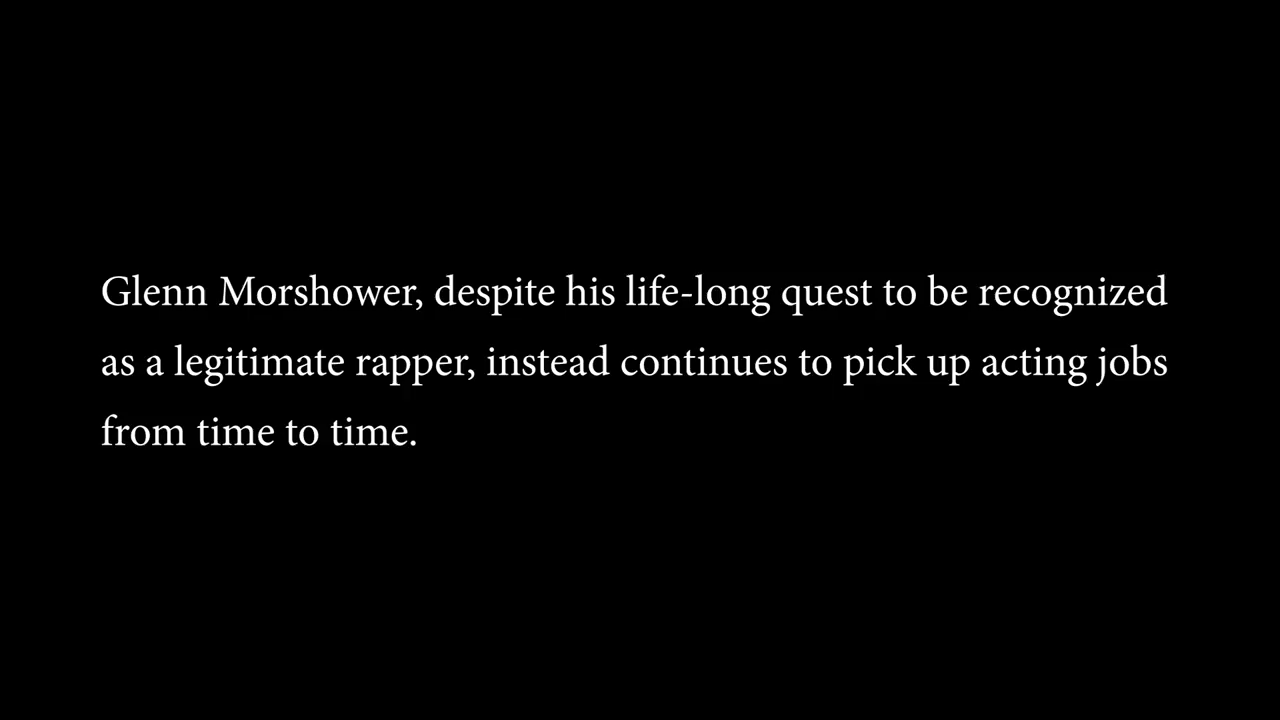 Glenn Morshower, despite his life-long quest to be recognized
as a legitimate rapper, instead continues to pick up acting jobs
from time to time.